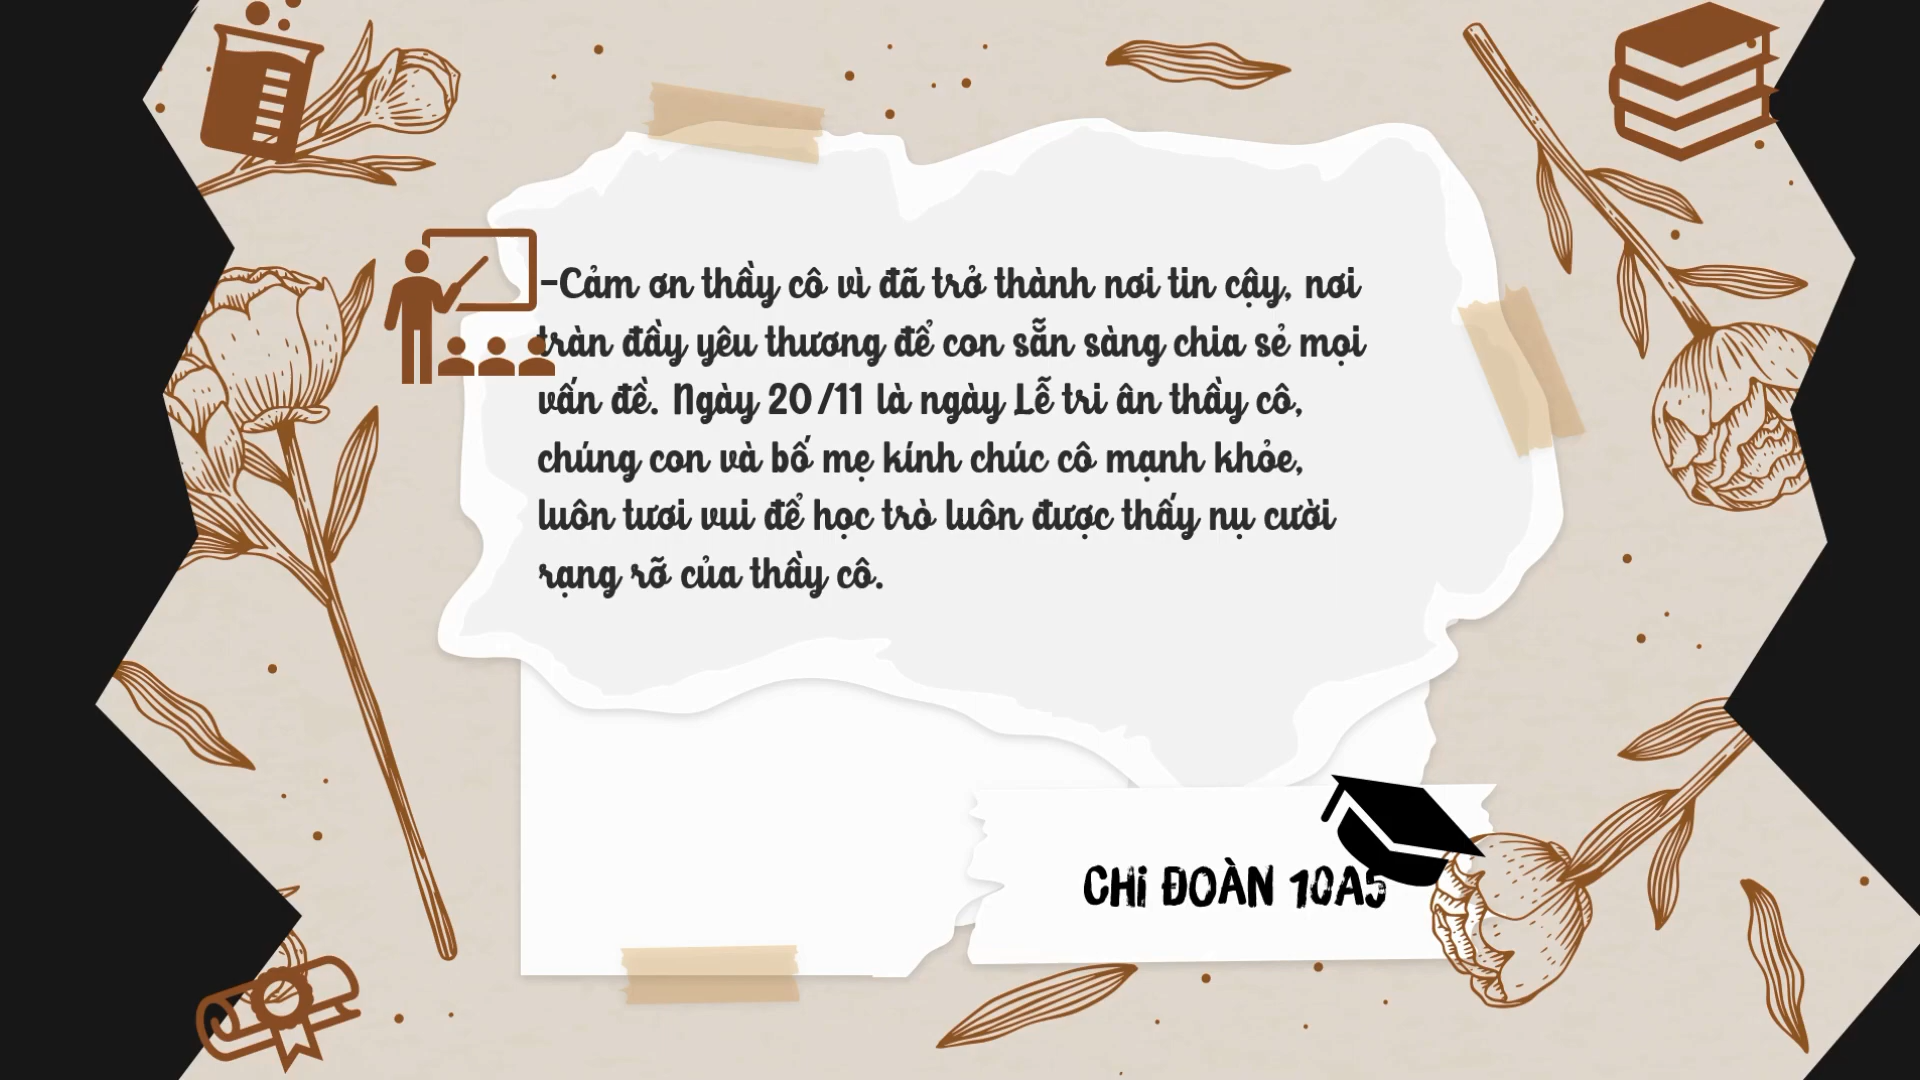 -Cảm ơn thầy cô vì đã trở thành nơi tin cậy, nơi
tràn đầy yêu thương để con sẵn sàng chia sẻ mọi
vấn đề. Ngày 20/11 là ngày Lễ tri ân thầy cô,
chúng con và bố mẹ kính chúc cô mạnh khỏe,
luôn tươi vui để học trò luôn được thấy nụ cười
rạng rỡ của thầy cô.
CHi ĐOÀN 10A5